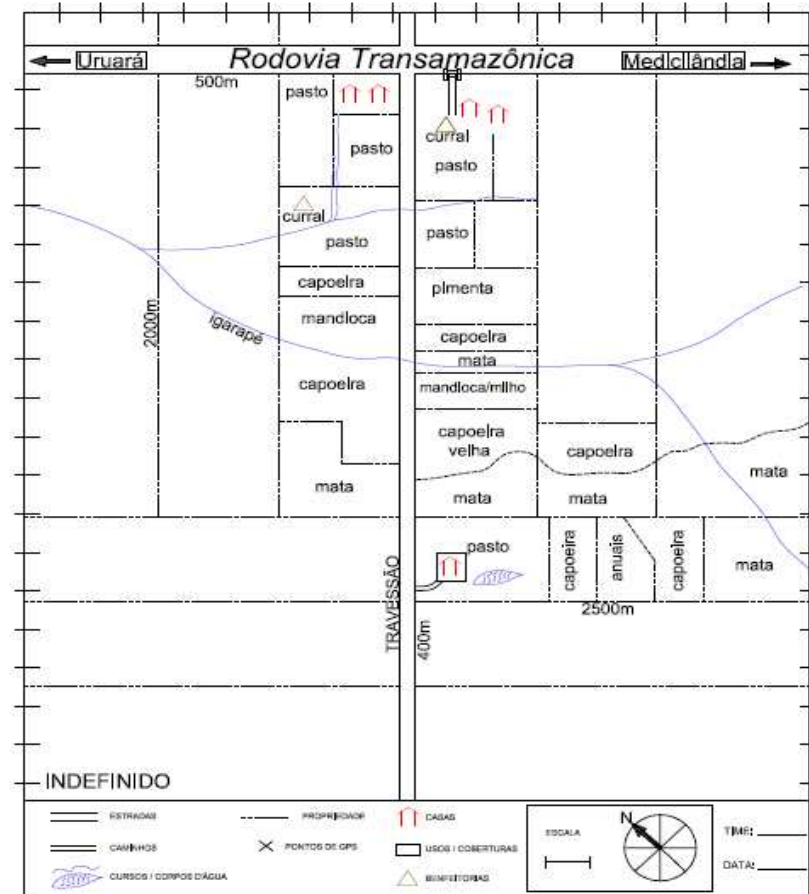 Uruará
Rodovia Transamazônica
Medicilândia
500m
pasto
pasto
curral
pasto
curral
pasto
pasto
capoeira
pimenta
mandioca
2000m
igarapé
capoeira
mata
capoeira
mandioca/milho
capoeira
velha
capoeira
mata
mata
mata
mata
pasto
capoeira
anuais
capoeira
mata
TRAVESSÃO
400m
2500m
INDEFINIDO
ESTRADAS
PROPRIEDADE
CASAS
ESCALA
N
TIME:
CAMINHOS
PONTOS DE GPS
USOS / COBERTURAS
DATA:
CURSOS / CORPOS D'ÁGUA
BENFEITORIAS